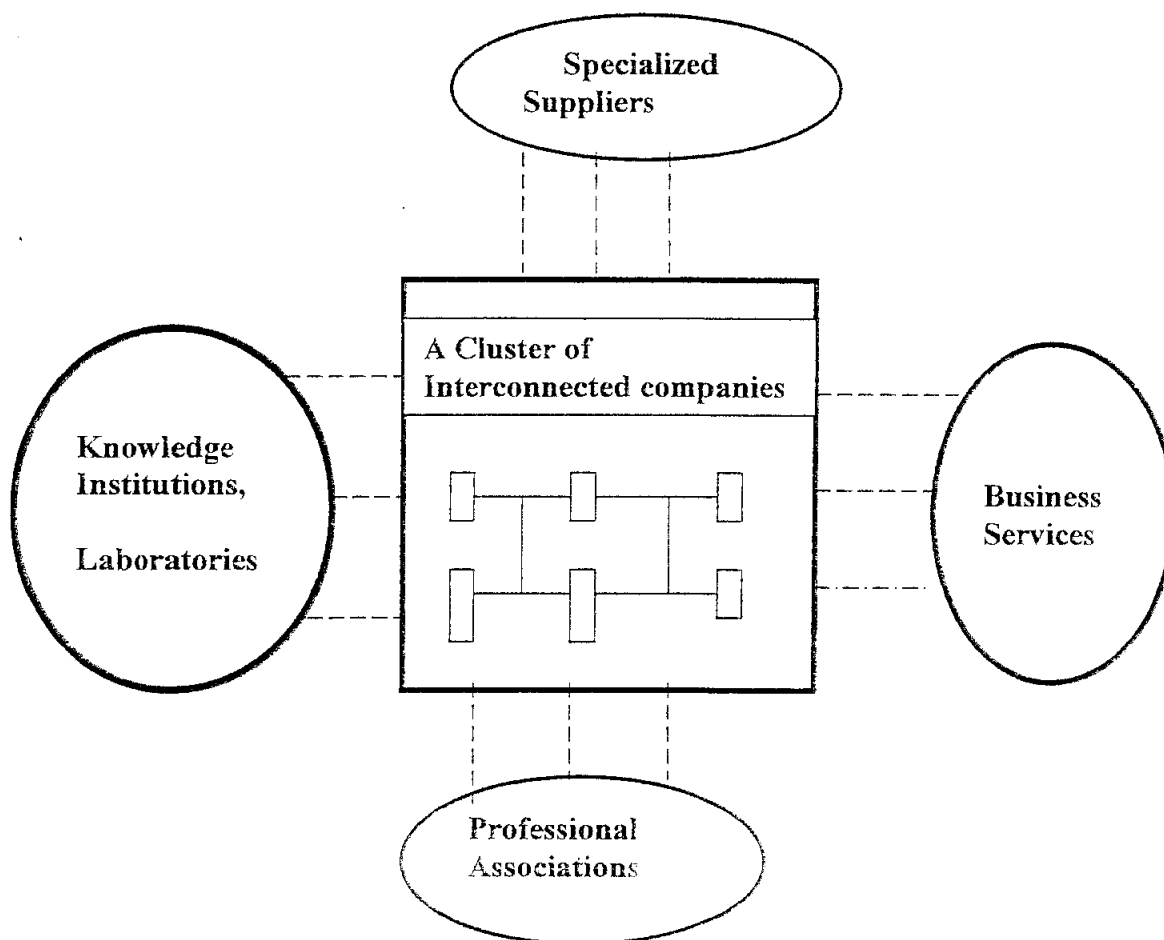 Specialized
Suppliers
A Cluster of
Interconnected companies
Knowledge
Institutions,
Laboratories
Business
Services
Professional
Associations